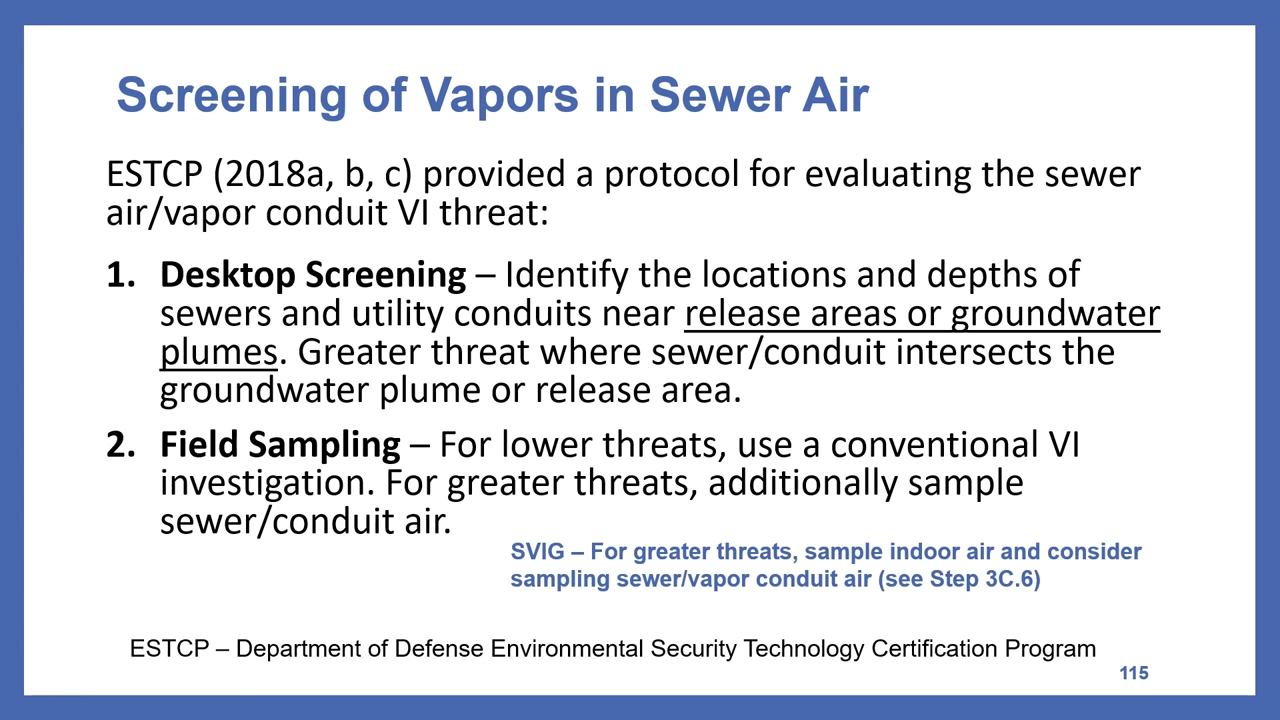 Screening of Vapors in Sewer Air
ESTCP (2018a, b, c) provided a protocol for evaluating the sewer
air/vapor conduit VI threat:
1. Desktop Screening – Identify the locations and depths of
sewers and utility conduits near release areas or groundwater
plumes. Greater threat where sewer/conduit intersects the
groundwater plume or release area.
2. Field Sampling – For lower threats, use a conventional VI
investigation. For greater threats, additionally sample
sewer/conduit air.
SVIG – For greater threats, sample indoor air and consider
sampling sewer/vapor conduit air (see Step 3C.6)
ESTCP – Department of Defense Environmental Security Technology Certification Program
115